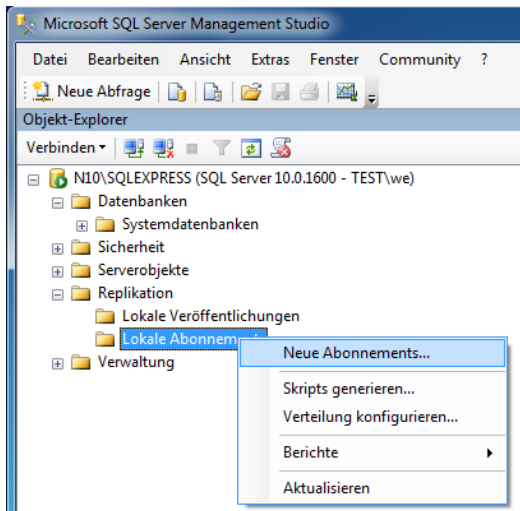 Microsoft SQL Server Management Studio
Datei Bearbeiten Ansicht Extras Fenster Community ?
Neue Abfrage
Objekt-Explorer
Verbinden
N10\SQLEXPRESS (SQL Server 10.0.1600 - TEST\we)
Datenbanken
Systemdatenbanken
Sicherheit
Serverobjekte
Replikation
Lokale Veröffentlichungen
Lokale
Verwaltung
Neue Abonnements...
Skripts generieren...
Verteilung konfigurieren...
Berichte
Aktualisieren